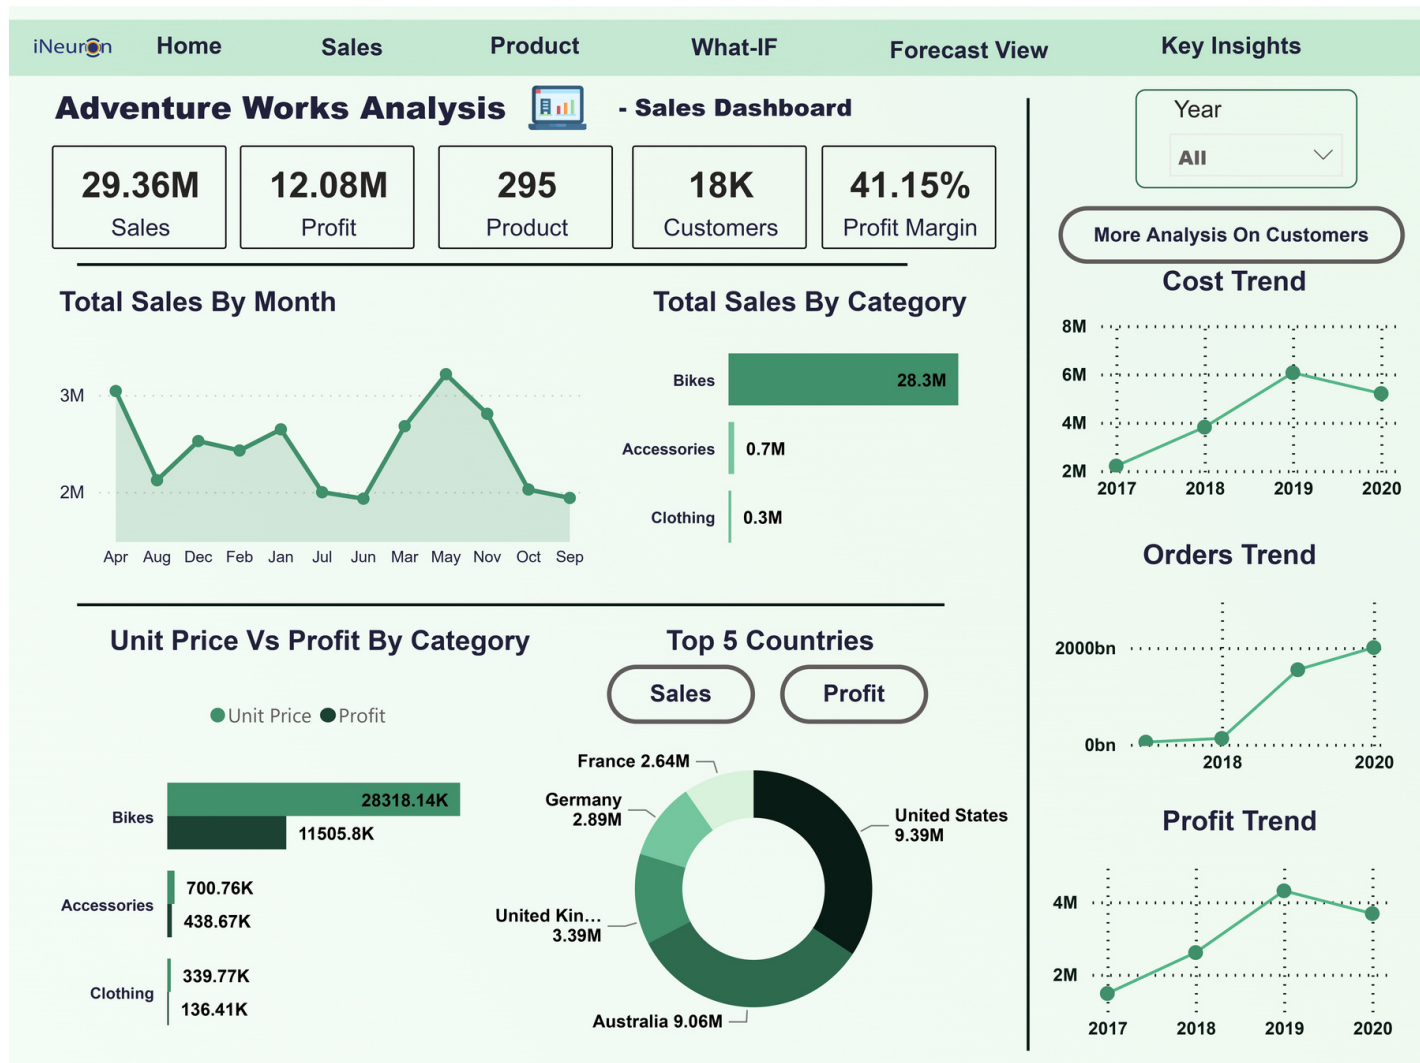 iNeuron
Home
Sales
Product
What-IF
Forecast View
Key Insights
Adventure Works Analysis
- Sales Dashboard
29.36M
Sales
12.08M
Profit
295
Product
18K
Customers
41.15%
Profit Margin
Year
All
More Analysis On Customers
Total Sales By Month
3M
2M
Apr Aug Dec Feb Jan Jul Jun Mar May Nov Oct Sep
Total Sales By Category
Bikes 28.3M
Accessories 0.7M
Clothing 0.3M
Cost Trend
8M
6M
4M
2M
2017 2018 2019 2020
Orders Trend
2000bn
0bn
2018 2020
Profit Trend
4M
2M
2017 2018 2019 2020
Unit Price Vs Profit By Category
Unit Price Profit
Bikes
28318.14K
11505.8K
Accessories
700.76K
438.67K
Clothing
339.77K
136.41K
Top 5 Countries
Sales
Profit
France 2.64M
Germany
2.89M
United States
9.39M
United Kin...
3.39M
Australia 9.06M